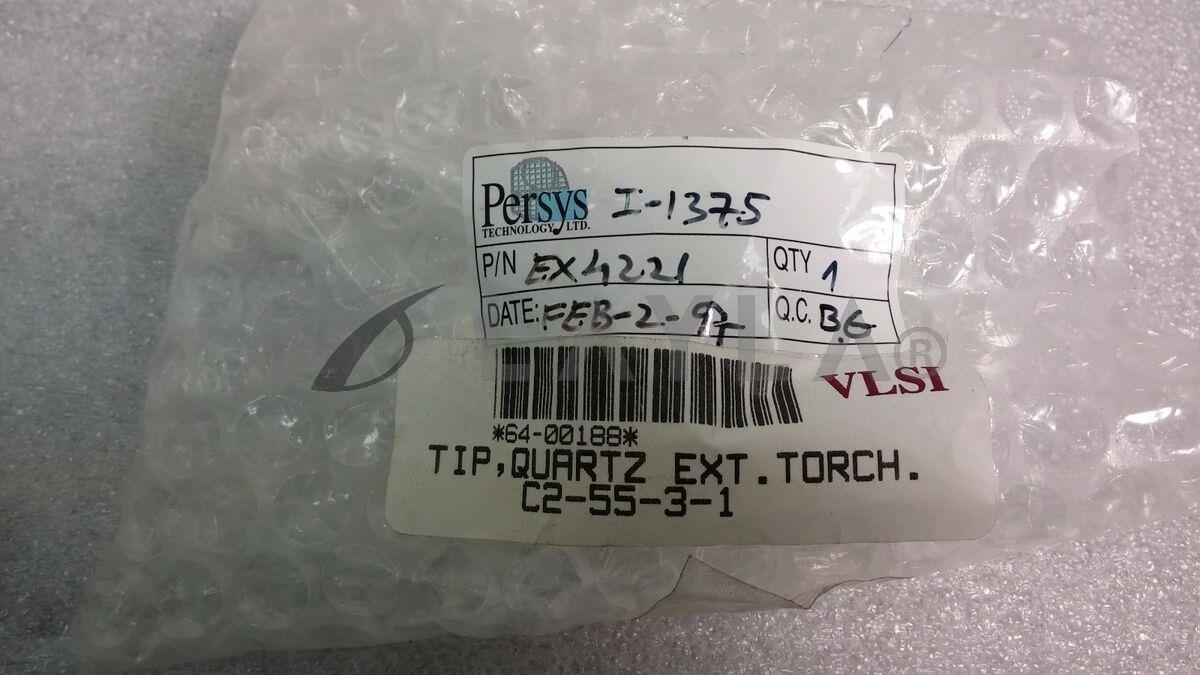 Persys
TECHNOLOGY LTD.
I-1375
P/N EX4221
QTY 1
DATE: FEB-2-97
Q.C. BG
VLSI
*64-00188*
TIP,QUARTZ EXT.TORCH.
C2-55-3-1